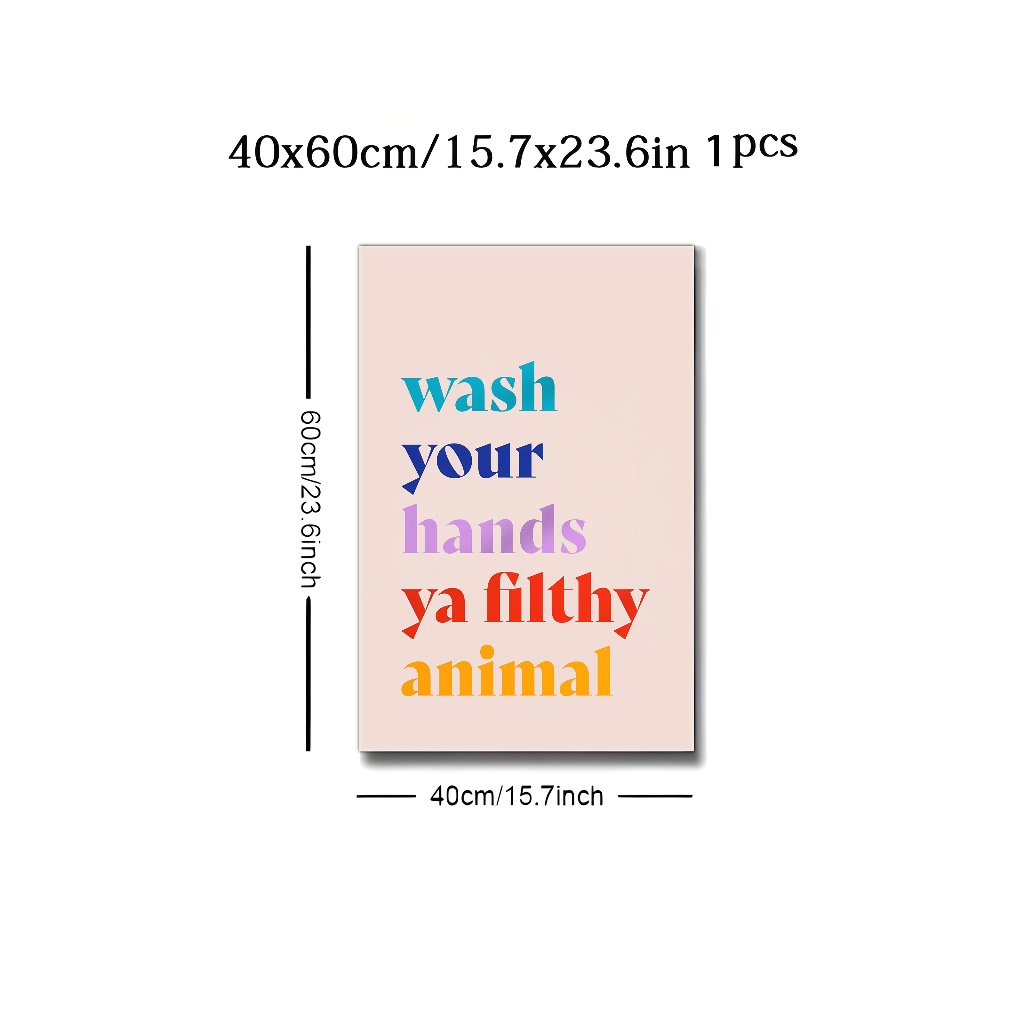 40x60cm/15.7x23.6in 1pcs
60cm/23.6inch
wash
your
hands
ya filthy
animal
40cm/15.7inch